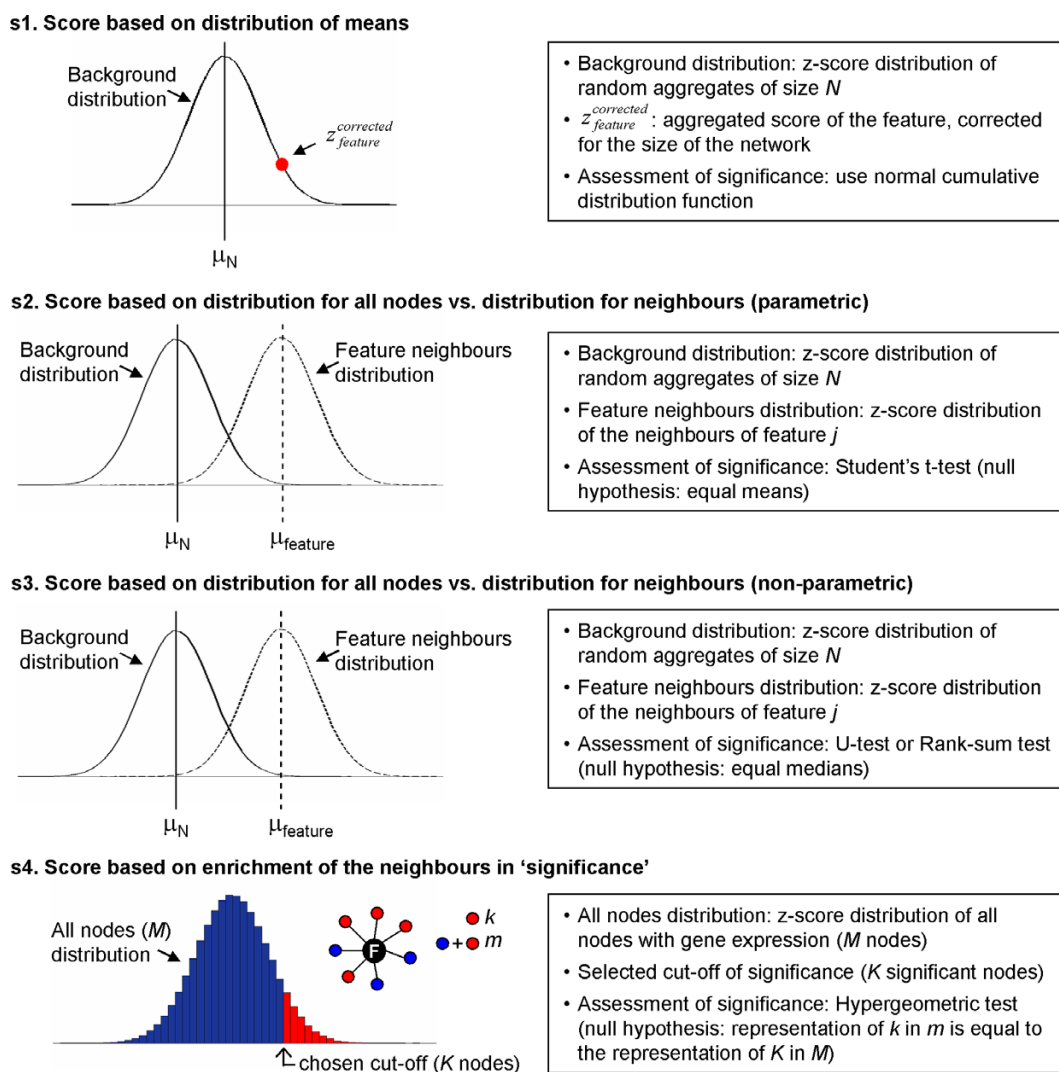 s1. Score based on distribution of means
Background
distribution
z corrected feature
μN
• Background distribution: z-score distribution of
random aggregates of size N
• z corrected feature : aggregated score of the feature, corrected
for the size of the network
• Assessment of significance: use normal cumulative
distribution function
s2. Score based on distribution for all nodes vs. distribution for neighbours (parametric)
Background
distribution
Feature neighbours
distribution
μN
μfeature
• Background distribution: z-score distribution of
random aggregates of size N
• Feature neighbours distribution: z-score distribution
of the neighbours of feature j
• Assessment of significance: Student's t-test (null
hypothesis: equal means)
s3. Score based on distribution for all nodes vs. distribution for neighbours (non-parametric)
Background
distribution
Feature neighbours
distribution
μN
μfeature
• Background distribution: z-score distribution of
random aggregates of size N
• Feature neighbours distribution: z-score distribution
of the neighbours of feature j
• Assessment of significance: U-test or Rank-sum test
(null hypothesis: equal medians)
s4. Score based on enrichment of the neighbours in 'significance'
All nodes (M)
distribution
F
k
+ m
chosen cut-off (K nodes)
• All nodes distribution: z-score distribution of all
nodes with gene expression (M nodes)
• Selected cut-off of significance (K significant nodes)
• Assessment of significance: Hypergeometric test
(null hypothesis: representation of k in m is equal to
the representation of K in M)